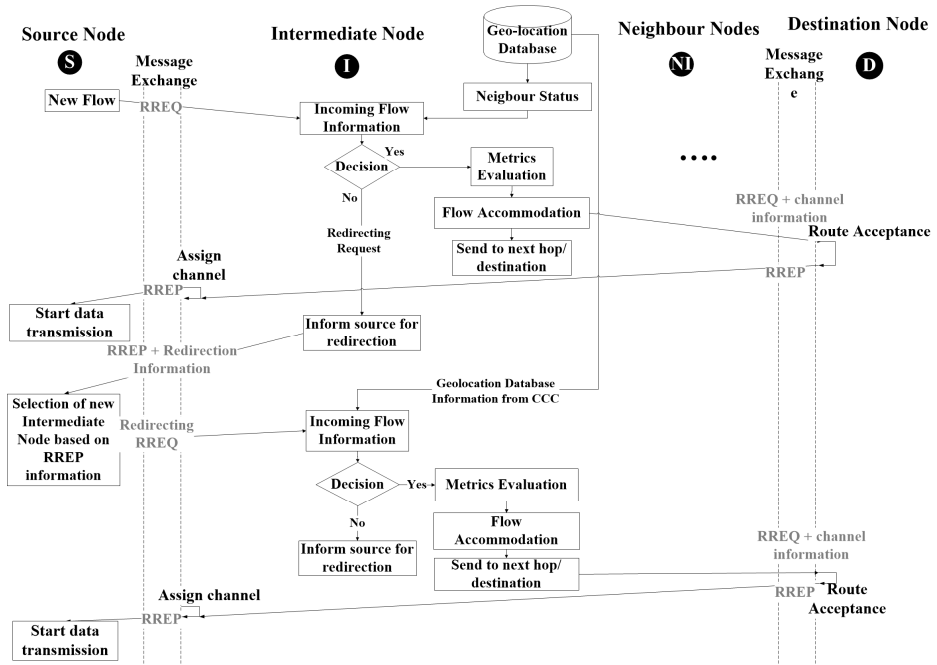 Source Node
Intermediate Node
Geo-location
Database
Neighbour Nodes
Destination Node
S
Message
Exchange
I
NI
Message
Exchang
e
D
New Flow
RREQ
Neigbour Status
Incoming Flow
Information
Decision
Yes
No
Metrics
Evaluation
....
Flow Accommodation
RREQ + channel
information
Route Acceptance
Redirecting
Request
Send to next hop/
destination
Assign
channel
RREP
RREP
Start data
transmission
Inform source for
redirection
RREP + Redirection
Information
Geolocation Database
Information from CCC
Selection of new
Intermediate
Node based on
RREP
information
Redirecting
RREQ
Incoming Flow
Information
Decision
Yes
Metrics Evaluation
No
Flow
Accommodation
Inform source for
redirection
Send to next hop/
destination
RREQ + channel
information
RREP
Route
Acceptance
Assign channel
RREP
Start data
transmission